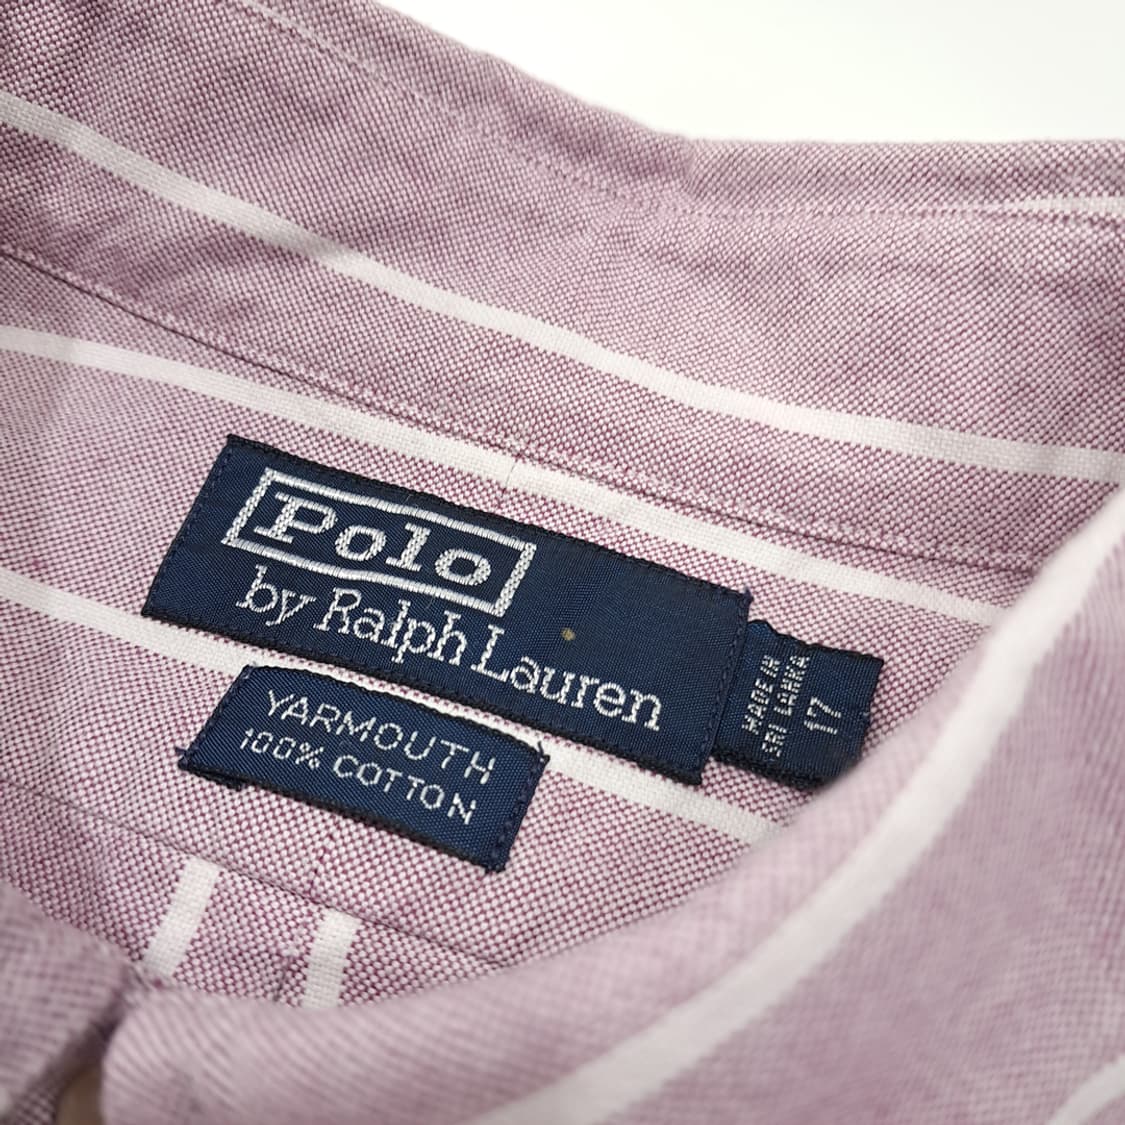 Polo
by Ralph Lauren
MADE IN
SRI LANKA
17
YARMOUTH
100% COTTON